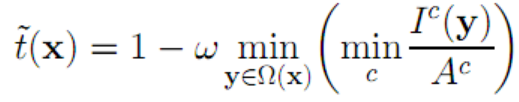 t̃(x) = 1 − ω min_{y∈Ω(x)} ( min_c I^c(y) / A^c )